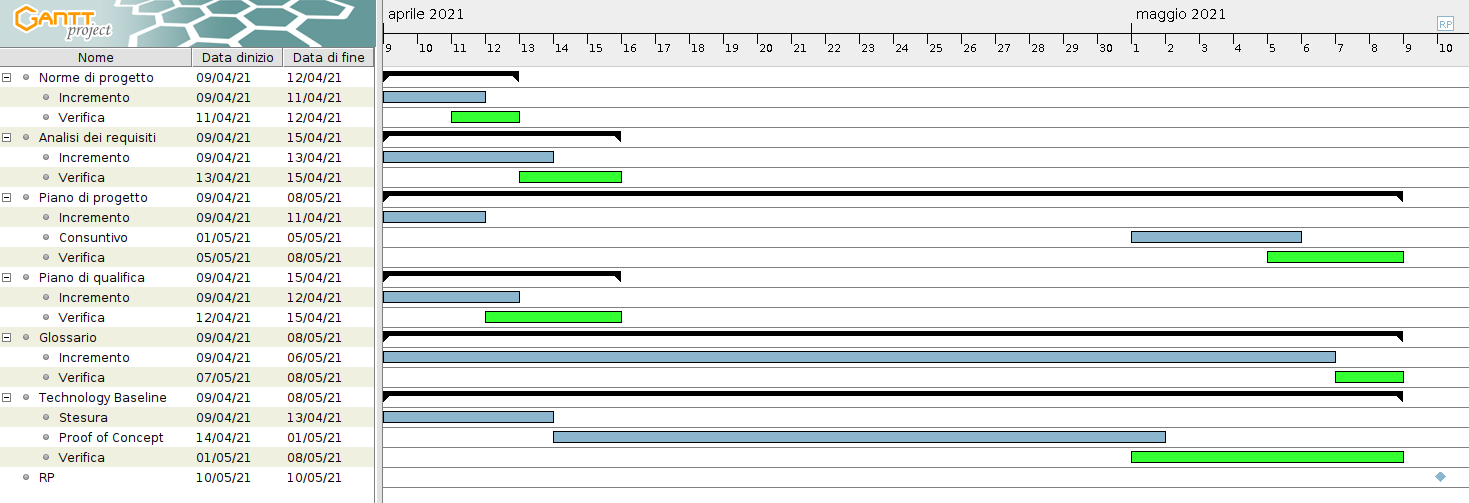 GANTT
project
aprile 2021 maggio 2021
RP
9 10 11 12 13 14 15 16 17 18 19 20 21 22 23 24 25 26 27 28 29 30 1 2 3 4 5 6 7 8 9 10
Nome Data dinizio Data di fine
Norme di progetto 09/04/21 12/04/21
Incremento 09/04/21 11/04/21
Verifica 11/04/21 12/04/21
Analisi dei requisiti 09/04/21 15/04/21
Incremento 09/04/21 13/04/21
Verifica 13/04/21 15/04/21
Piano di progetto 09/04/21 08/05/21
Incremento 09/04/21 11/04/21
Consuntivo 01/05/21 05/05/21
Verifica 05/05/21 08/05/21
Piano di qualifica 09/04/21 15/04/21
Incremento 09/04/21 12/04/21
Verifica 12/04/21 15/04/21
Glossario 09/04/21 08/05/21
Incremento 09/04/21 06/05/21
Verifica 07/05/21 08/05/21
Technology Baseline 09/04/21 08/05/21
Stesura 09/04/21 13/04/21
Proof of Concept 14/04/21 01/05/21
Verifica 01/05/21 08/05/21
RP 10/05/21 10/05/21